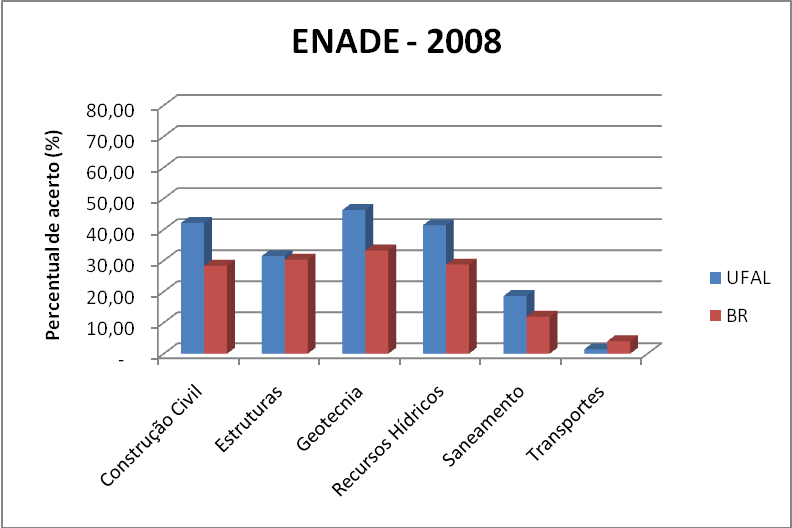 ENADE - 2008
Percentual de acerto (%)
80,00
70,00
60,00
50,00
40,00
30,00
20,00
10,00
-
Construção Civil
Estruturas
Geotecnia
Recursos Hídricos
Saneamento
Transportes
UFAL
BR